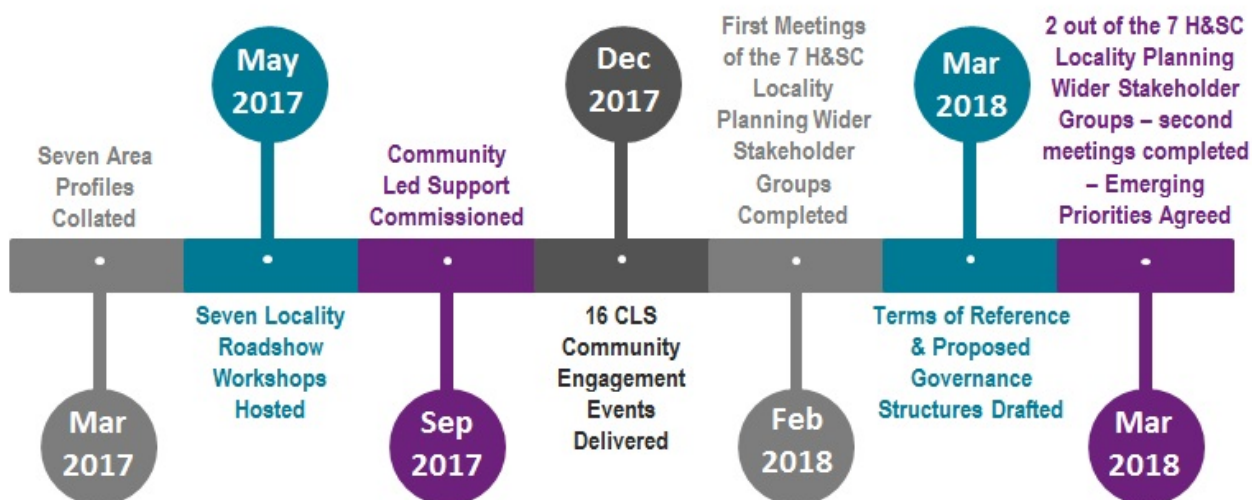 Seven Area
Profiles
Collated
Mar
2017
May
2017
Seven Locality
Roadshow
Workshops
Hosted
Community
Led Support
Commissioned
Sep
2017
Dec
2017
16 CLS
Community
Engagement
Events
Delivered
First Meetings
of the 7 H&SC
Locality
Planning Wider
Stakeholder
Groups
Completed
Feb
2018
Mar
2018
Terms of Reference
& Proposed
Governance
Structures Drafted
2 out of the 7 H&SC
Locality Planning
Wider Stakeholder
Groups – second
meetings completed
– Emerging
Priorities Agreed
Mar
2018